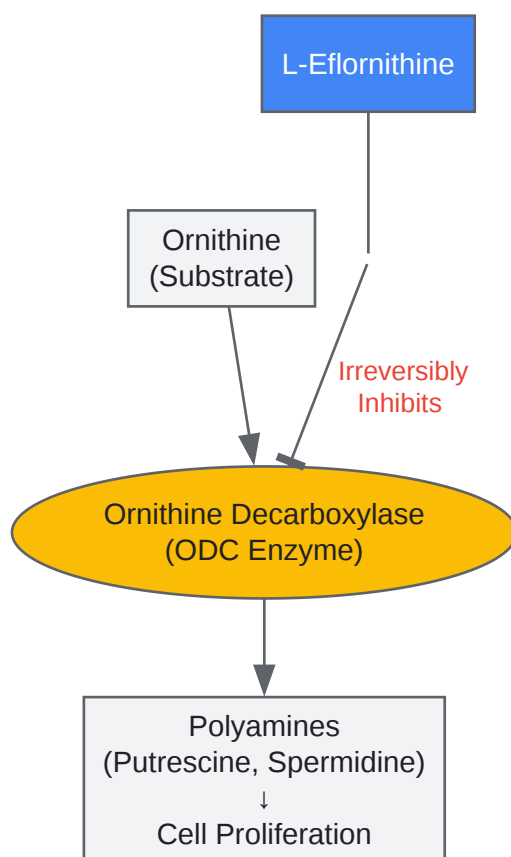 L-Eflornithine
Ornithine
(Substrate)
Irreversibly
Inhibits
Ornithine Decarboxylase
(ODC Enzyme)
Polyamines
(Putrescine, Spermidine)
↓
Cell Proliferation